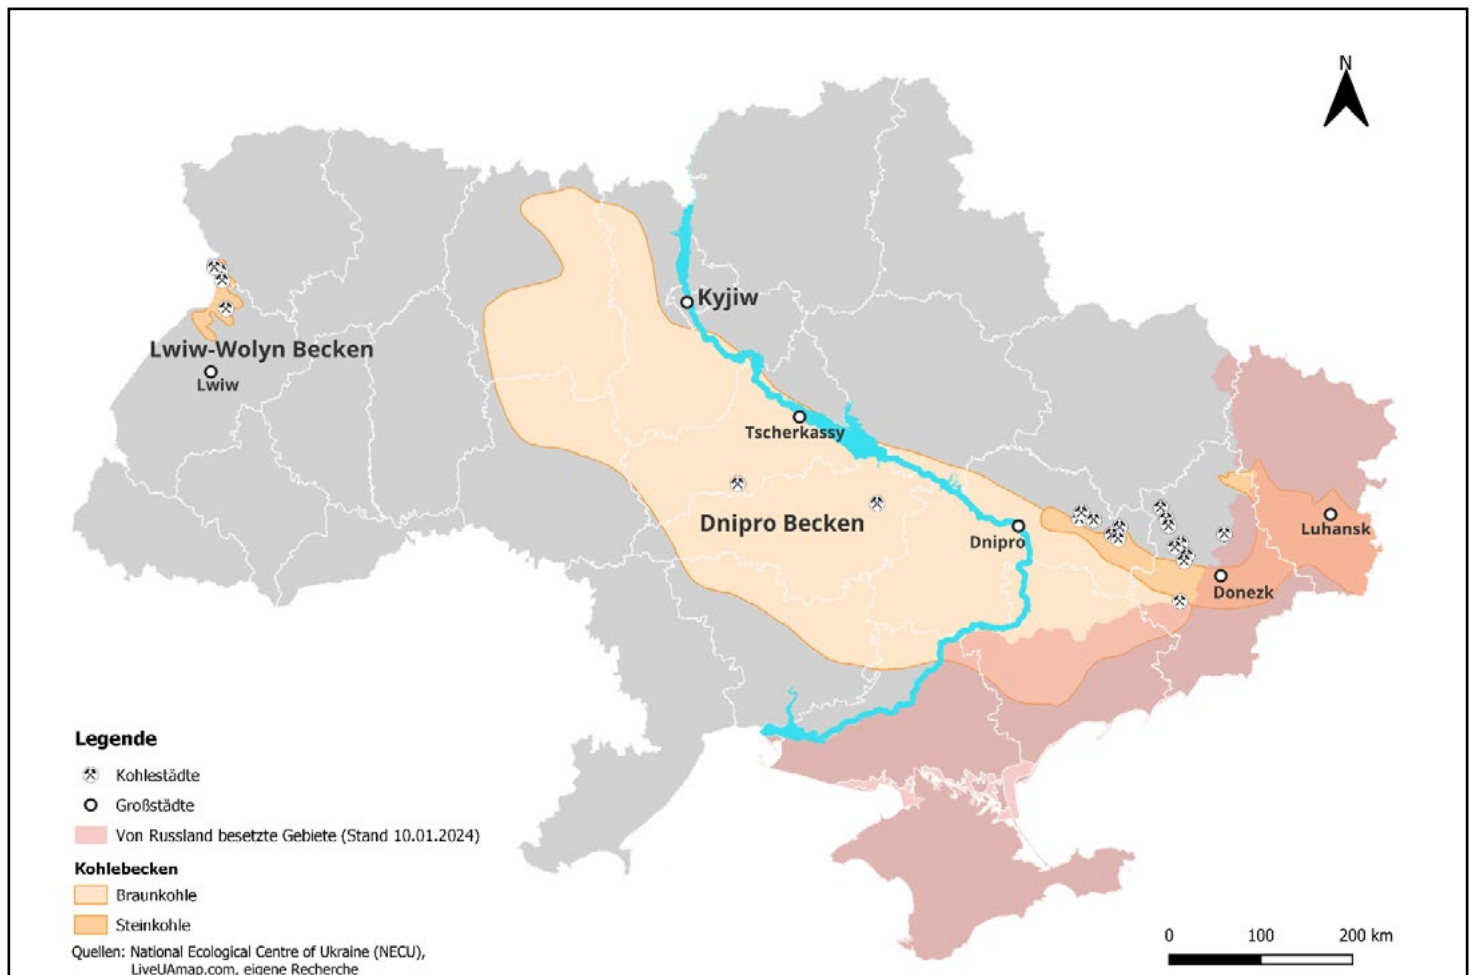 N
Kyjiw
Lwiw-Wolyn Becken
Lwiw
Tscherkassy
Dnipro Becken
Dnipro
Luhansk
Donezk
Legende
Kohlestädte
Großstädte
Von Russland besetzte Gebiete (Stand 10.01.2024)
Kohlebecken
Braunkohle
Steinkohle
Quellen: National Ecological Centre of Ukraine (NECU),
LiveUAmap.com, eigene Recherche
0 100 200 km